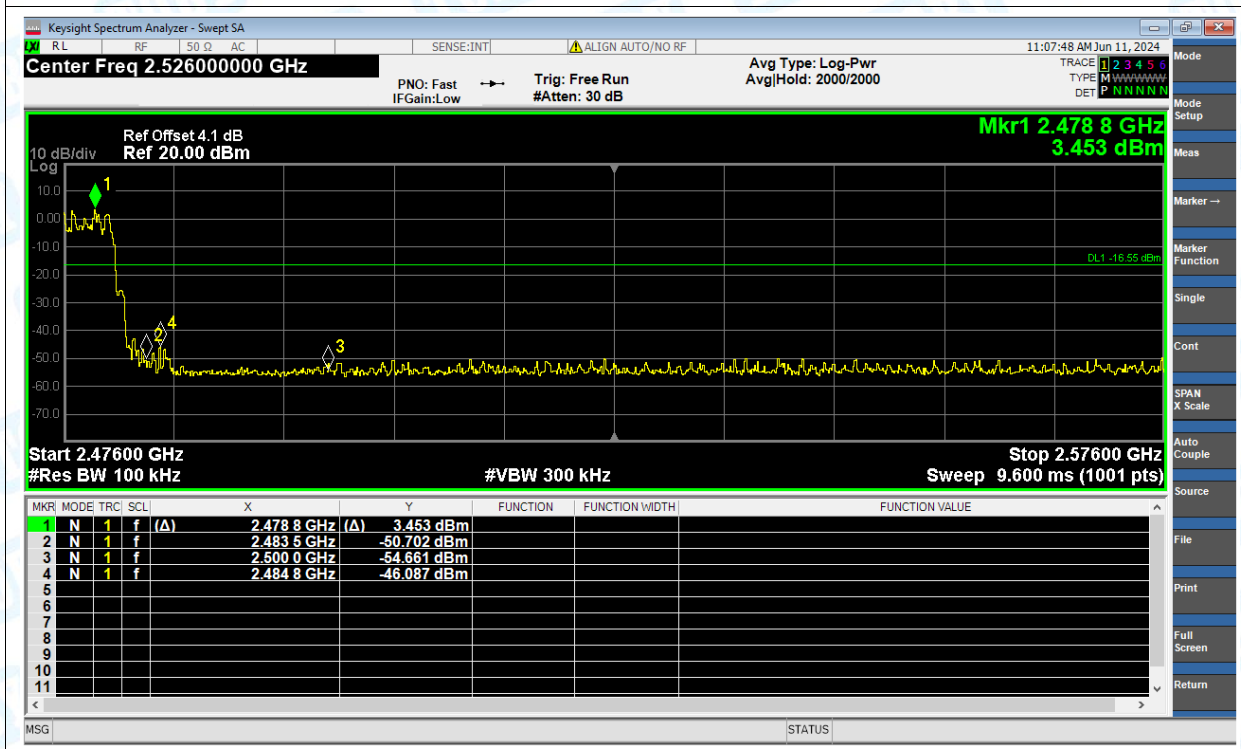 Keysight Spectrum Analyzer - Swept SA
LXI RL RF 50 Ω AC SENSE:INT ALIGN AUTO/NO RF 11:07:48 AM Jun 11, 2024
Center Freq 2.526000000 GHz
PNO: Fast
IFGain:Low
Trig: Free Run
#Atten: 30 dB
Avg Type: Log-Pwr
Avg|Hold: 2000/2000
TRACE 1 2 3 4 5 6
TYPE M WWWWW
DET P N N N N N
Mkr1 2.478 8 GHz
3.453 dBm
Ref Offset 4.1 dB
10 dB/div Ref 20.00 dBm
Log
10.0
0.00
-10.0
-20.0
-30.0
-40.0
-50.0
-60.0
-70.0
1
2
4
3
DL1 -16.55 dBm
Start 2.47600 GHz Stop 2.57600 GHz
#Res BW 100 kHz #VBW 300 kHz Sweep 9.600 ms (1001 pts)
MKR MODE TRC SCL X Y FUNCTION FUNCTION WIDTH FUNCTION VALUE
1 N 1 f (Δ) 2.478 8 GHz (Δ) 3.453 dBm
2 N 1 f 2.483 5 GHz -50.702 dBm
3 N 1 f 2.500 0 GHz -54.661 dBm
4 N 1 f 2.484 8 GHz -46.087 dBm
5
6
7
8
9
10
11
MSG STATUS
Mode
Mode
Setup
Meas
Marker →
Marker
Function
Single
Cont
SPAN
X Scale
Auto
Couple
Source
File
Print
Full
Screen
Return